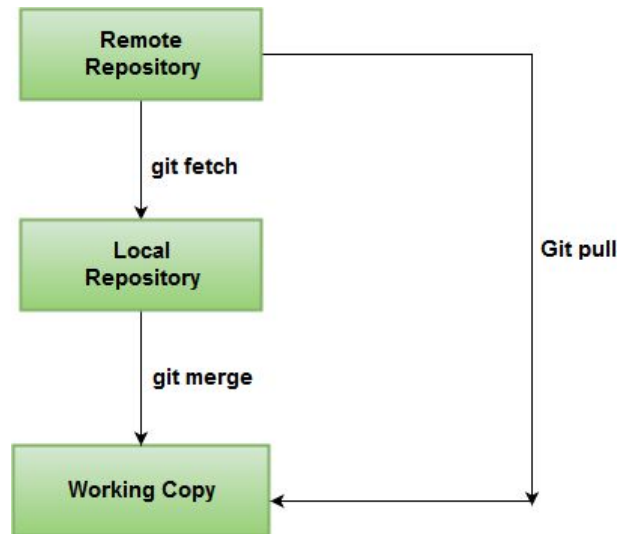 Remote
Repository
git fetch
Local
Repository
Git pull
git merge
Working Copy